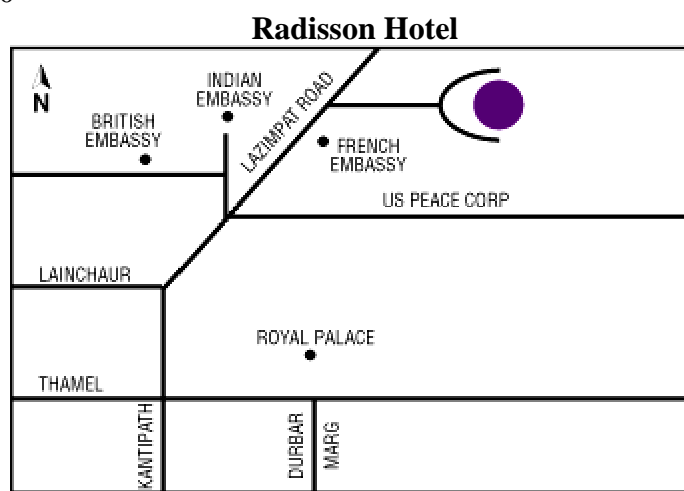 Radisson Hotel
N
INDIAN
EMBASSY
BRITISH
EMBASSY
LAZIMPAT ROAD
FRENCH
EMBASSY
US PEACE CORP
LAINCHAUR
ROYAL PALACE
THAMEL
KANTIPATH
DURBAR
MARG